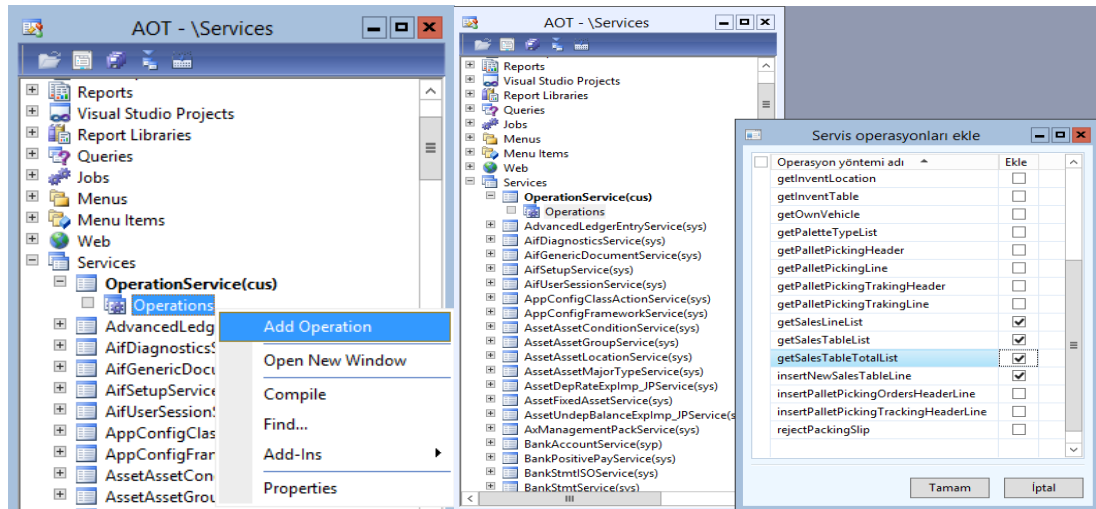 AOT - \Services
Reports
Visual Studio Projects
Report Libraries
Queries
Jobs
Menus
Menu Items
Web
Services
OperationService(cus)
Operations
AdvancedLedg
AifDiagnosticsS
AifGenericDocu
AifSetupService
AifUserSession
AppConfigClas
AppConfigFran
AssetAssetCon
AssetAssetGrou
Add Operation
Open New Window
Compile
Find...
Add-Ins
Properties
AOT - \Services
Reports
Visual Studio Projects
Report Libraries
Queries
Jobs
Menus
Menu Items
Web
Services
OperationService(cus)
Operations
AdvancedLedgerEntryService(sys)
AifDiagnosticsService(sys)
AifGenericDocumentService(sys)
AifSetupService(sys)
AifUserSessionService(sys)
AppConfigClassActionService(sys)
AppConfigFrameworkService(sys)
AssetAssetConditionService(sys)
AssetAssetGroupService(sys)
AssetAssetLocationService(sys)
AssetAssetMajorTypeService(sys)
AssetDepRateExpImp_JPService(sys)
AssetFixedAssetService(sys)
AssetUndepBalanceExpImp_JPService(s
AxManagementPackService(sys)
BankAccountService(syp)
BankPositivePayService(sys)
BankStmtISOService(sys)
BankStmtService(sys)
Servis operasyonları ekle
Operasyon yöntemi adı Ekle
getInventLocation
getInventTable
getOwnVehicle
getPaletteTypeList
getPalletPickingHeader
getPalletPickingLine
getPalletPickingTrakingHeader
getPalletPickingTrakingLine
getSalesLineList
getSalesTableList
getSalesTableTotalList
insertNewSalesTableLine
insertPalletPickingOrdersHeaderLine
insertPalletPickingTrackingHeaderLine
rejectPackingSlip
Tamam İptal